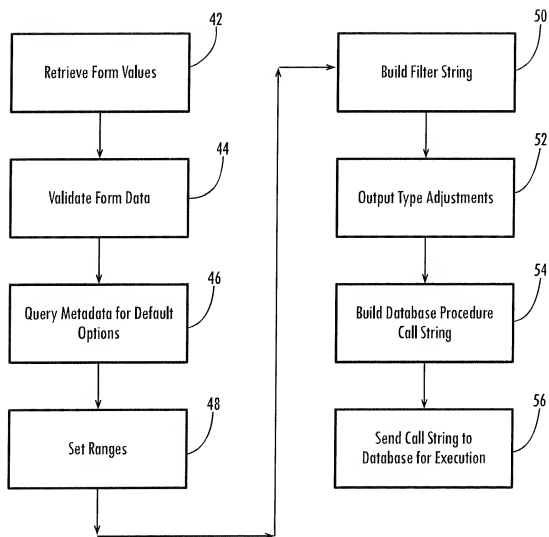 42
Retrieve Form Values
44
Validate Form Data
46
Query Metadata for Default
Options
48
Set Ranges
50
Build Filter String
52
Output Type Adjustments
54
Build Database Procedure
Call String
56
Send Call String to
Database for Execution